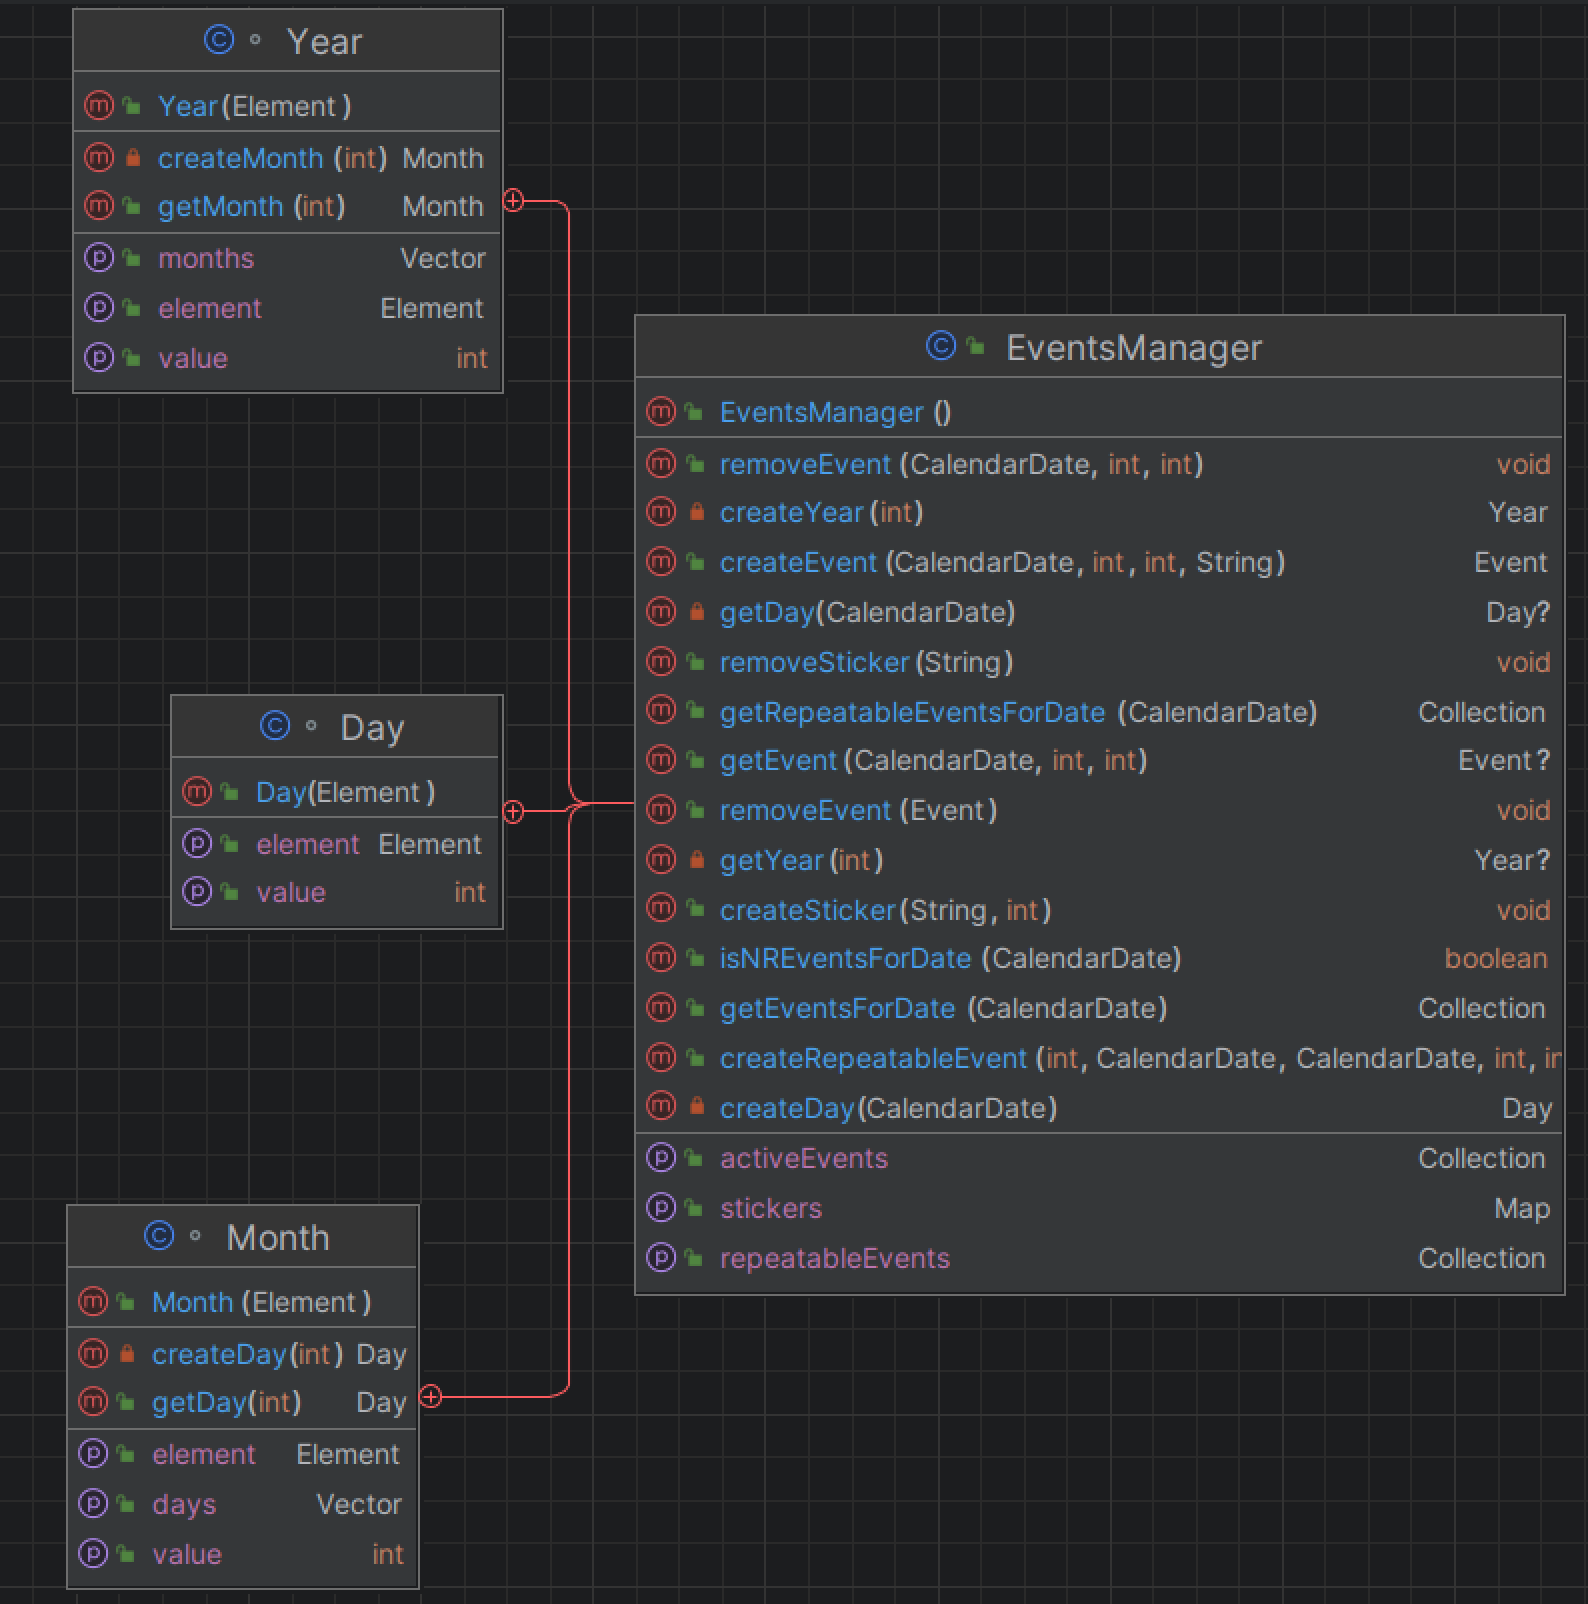 Year
Year(Element)
createMonth(int) Month
getMonth(int) Month
months Vector
element Element
value int
EventsManager
EventsManager()
removeEvent(CalendarDate, int, int) void
createYear(int) Year
createEvent(CalendarDate, int, int, String) Event
getDay(CalendarDate) Day?
removeSticker(String) void
getRepeatableEventsForDate(CalendarDate) Collection
getEvent(CalendarDate, int, int) Event?
removeEvent(Event) void
getYear(int) Year?
createSticker(String, int) void
isNREventsForDate(CalendarDate) boolean
getEventsForDate(CalendarDate) Collection
createRepeatableEvent(int, CalendarDate, CalendarDate, int, in
createDay(CalendarDate) Day
activeEvents Collection
stickers Map
repeatableEvents Collection
Day
Day(Element)
element Element
value int
Month
Month(Element)
createDay(int) Day
getDay(int) Day
element Element
days Vector
value int